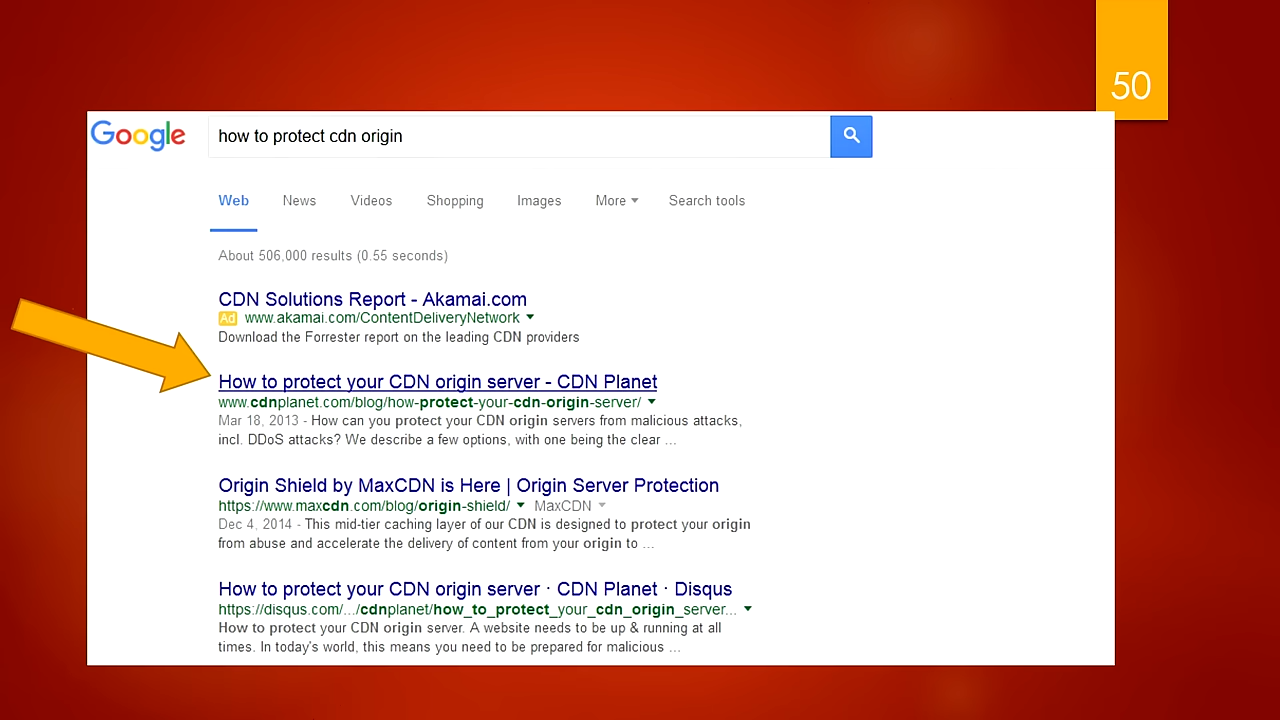 50
Google how to protect cdn origin
Web News Videos Shopping Images More Search tools
About 506,000 results (0.55 seconds)
CDN Solutions Report - Akamai.com
Ad www.akamai.com/ContentDeliveryNetwork
Download the Forrester report on the leading CDN providers
How to protect your CDN origin server - CDN Planet
www.cdnplanet.com/blog/how-protect-your-cdn-origin-server/
Mar 18, 2013 - How can you protect your CDN origin servers from malicious attacks,
incl. DDoS attacks? We describe a few options, with one being the clear ...
Origin Shield by MaxCDN is Here | Origin Server Protection
https://www.maxcdn.com/blog/origin-shield/ MaxCDN
Dec 4, 2014 - This mid-tier caching layer of our CDN is designed to protect your origin
from abuse and accelerate the delivery of content from your origin to ...
How to protect your CDN origin server · CDN Planet · Disqus
https://disqus.com/.../cdnplanet/how_to_protect_your_cdn_origin_server...
How to protect your CDN origin server. A website needs to be up & running at all
times. In today's world, this means you need to be prepared for malicious ...